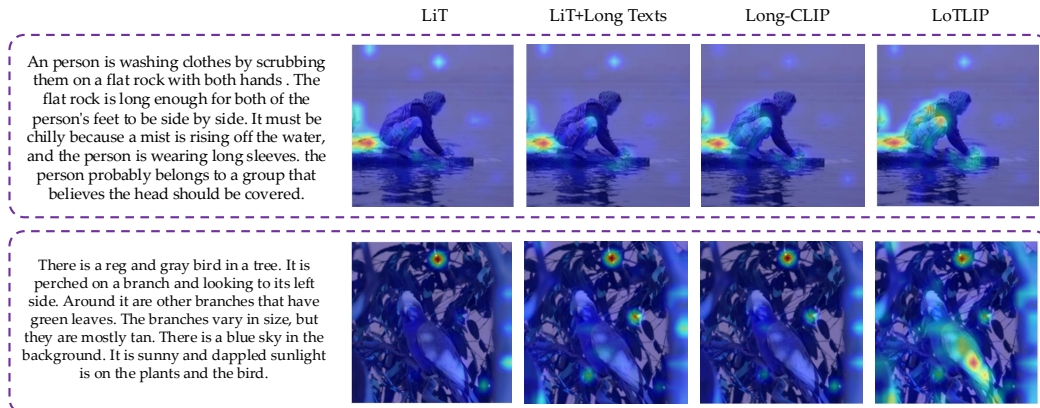 LiT LiT+Long Texts Long-CLIP LoTLIP
An person is washing clothes by scrubbing
them on a flat rock with both hands . The
flat rock is long enough for both of the
person's feet to be side by side. It must be
chilly because a mist is rising off the water,
and the person is wearing long sleeves. the
person probably belongs to a group that
believes the head should be covered.
There is a reg and gray bird in a tree. It is
perched on a branch and looking to its left
side. Around it are other branches that have
green leaves. The branches vary in size, but
they are mostly tan. There is a blue sky in the
background. It is sunny and dappled sunlight
is on the plants and the bird.